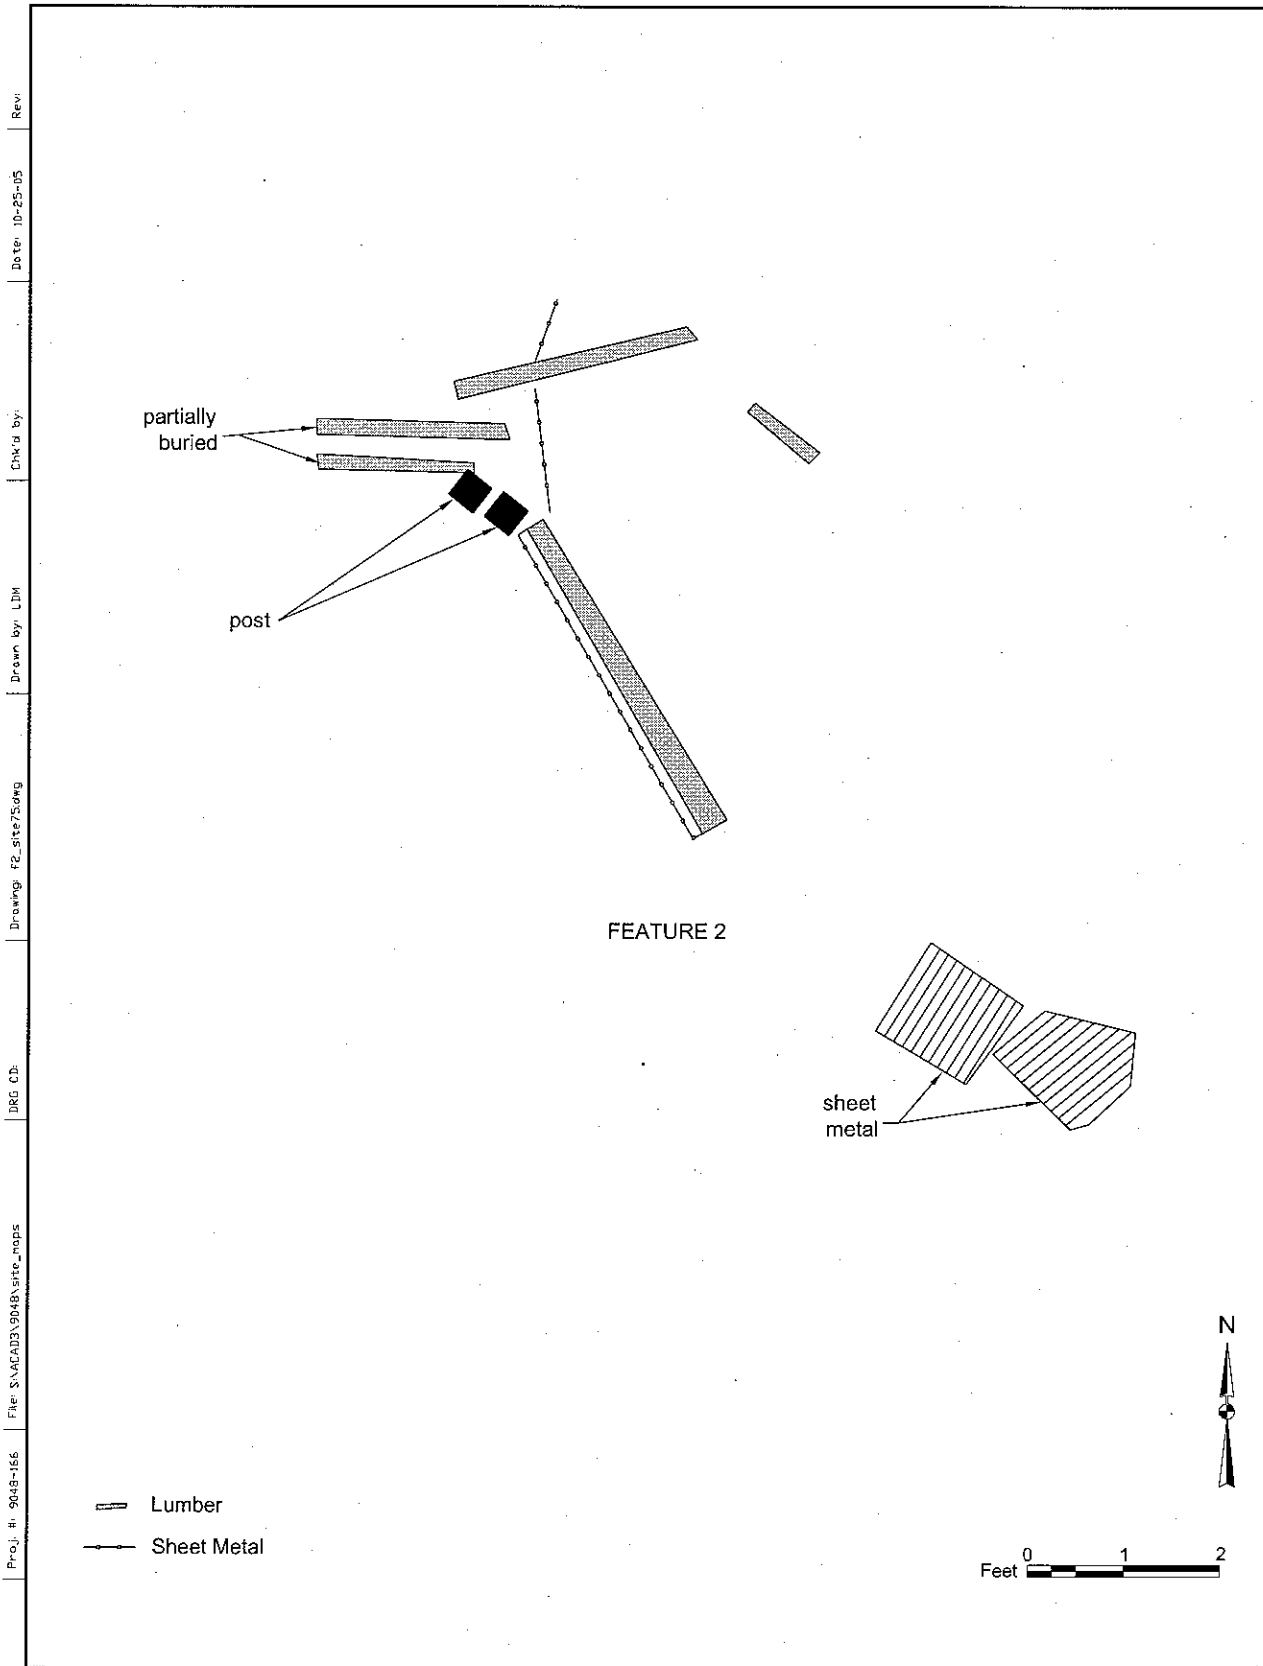 partially
buried
post
FEATURE 2
sheet
metal
N
Lumber
Sheet Metal
0 1 2
Feet
Proj. #: 9048-166 File: S:\ACAD3\9048\site_maps DRG CD: Drawing: f2_site75.dwg Drawn by: LDM Chk'd by: Date: 10-25-05 Rev: